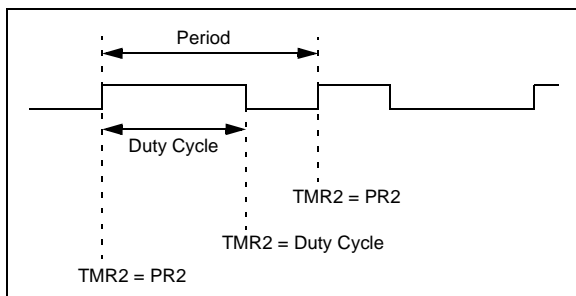 Period
Duty Cycle
TMR2 = PR2
TMR2 = Duty Cycle
TMR2 = PR2